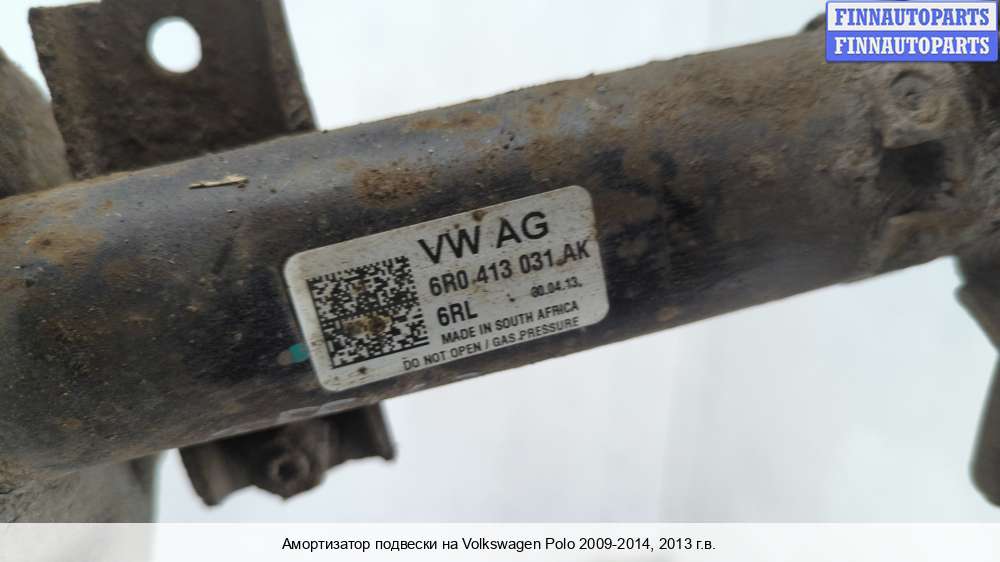 FINNAUTOPARTS
FINNAUTOPARTS
VW AG
6R0 413 031 AK
6RL 30.04.13.
MADE IN SOUTH AFRICA
DO NOT OPEN / GAS PRESSURE
Амортизатор подвески на Volkswagen Polo 2009-2014, 2013 г.в.